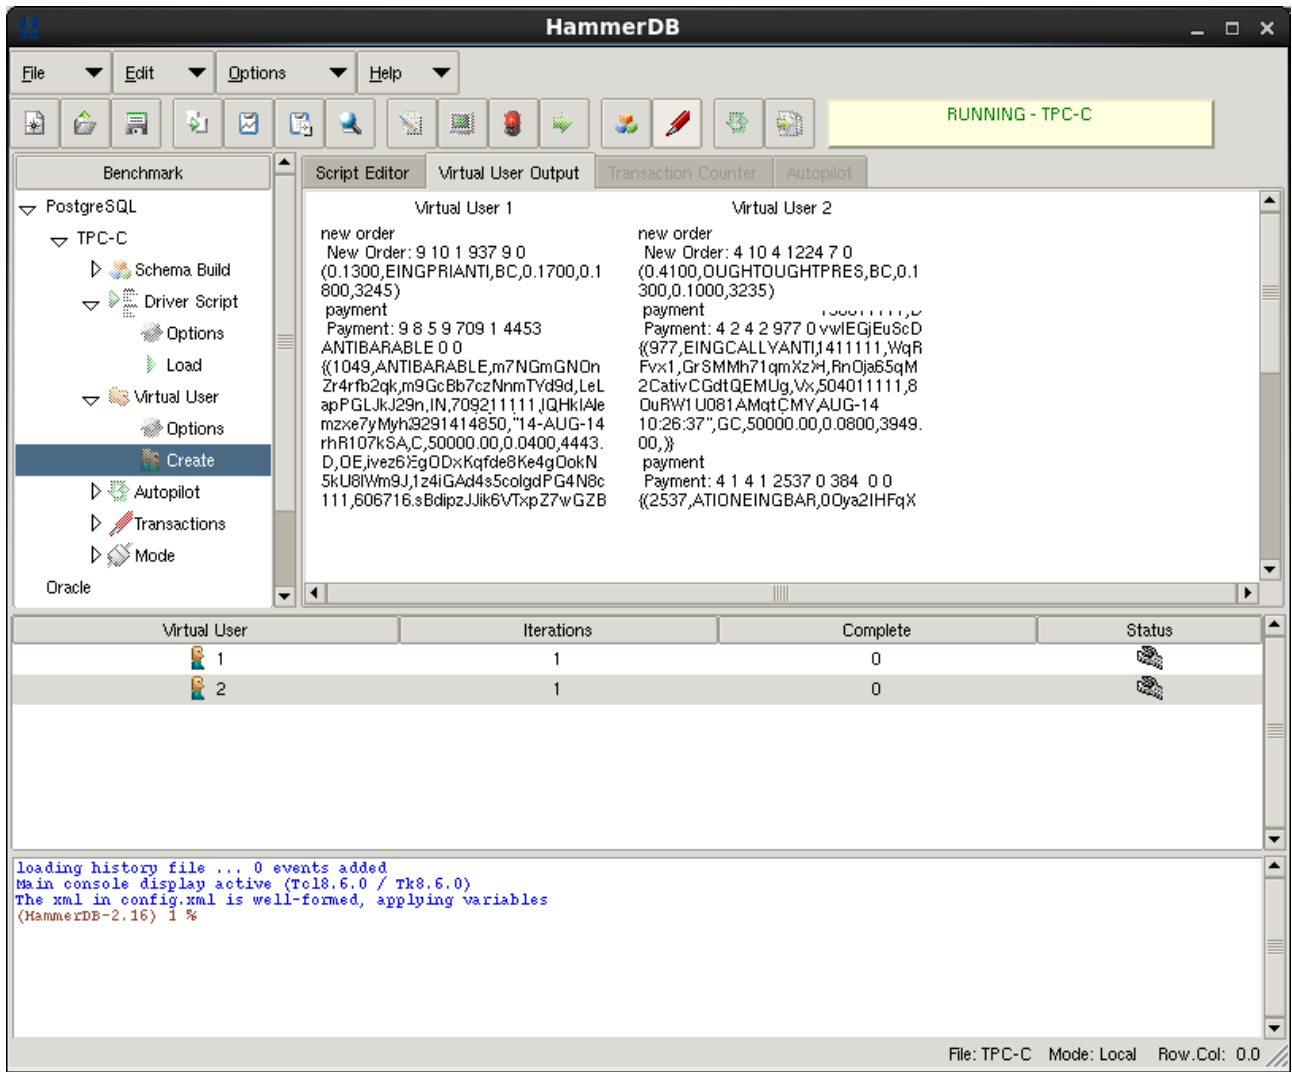 HammerDB
File Edit Options Help
RUNNING - TPC-C
Benchmark
PostgreSQL
TPC-C
Schema Build
Driver Script
Options
Load
Virtual User
Options
Create
Autopilot
Transactions
Mode
Oracle
Script Editor Virtual User Output Transaction Counter Autopilot
Virtual User 1
new order
New Order: 9 10 1 937 9 0
(0.1300,EINGPRIANTI,BC,0.1700,0.1
800,3245)
payment
Payment: 9 8 5 9 709 1 4453
ANTIBARABLE 0 0
{(1049,ANTIBARABLE,m7NGmGNOn
Zr4rfb2qk,m9GcBb7czNnmTYd9d,LeL
apPGLJkJ29n,IN,709211111,
"14-AUG-14
rhR107kSA,C,50000.00,0.0400,4443.
Virtual User 2
new order
New Order: 4 10 4 1224 7 0
(0.4100,OUGHTOUGHTPRES,BC,0.1
300,0.1000,3235)
payment
Payment: 4 2 4 2 977 0
{(977,EINGCALLYANTI,
2CativCGdtQEMUg,Vx,504011111,8
AUG-14
10:26:37",GC,50000.00,0.0800,3949.
00,)}
payment
Payment: 4 1 4 1 2537 0 384 0 0
{(2537,ATIONEINGBAR,0Oya2IHFqX
Virtual User Iterations Complete Status
1 1 0
2 1 0
loading history file ... 0 events added
Main console display active (Tcl8.6.0 / Tk8.6.0)
The xml in config.xml is well-formed, applying variables
(HammerDB-2.16) 1 %
File: TPC-C Mode: Local Row.Col: 0.0